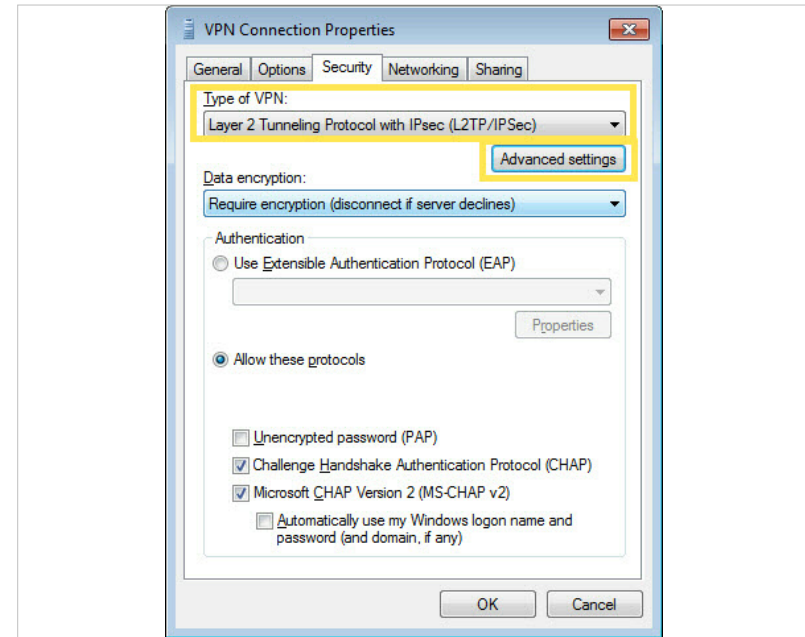 VPN Connection Properties
General Options Security Networking Sharing
Type of VPN:
Layer 2 Tunneling Protocol with IPsec (L2TP/IPSec)
Advanced settings
Data encryption:
Require encryption (disconnect if server declines)
Authentication
Use Extensible Authentication Protocol (EAP)
Properties
Allow these protocols
Unencrypted password (PAP)
Challenge Handshake Authentication Protocol (CHAP)
Microsoft CHAP Version 2 (MS-CHAP v2)
Automatically use my Windows logon name and
password (and domain, if any)
OK Cancel